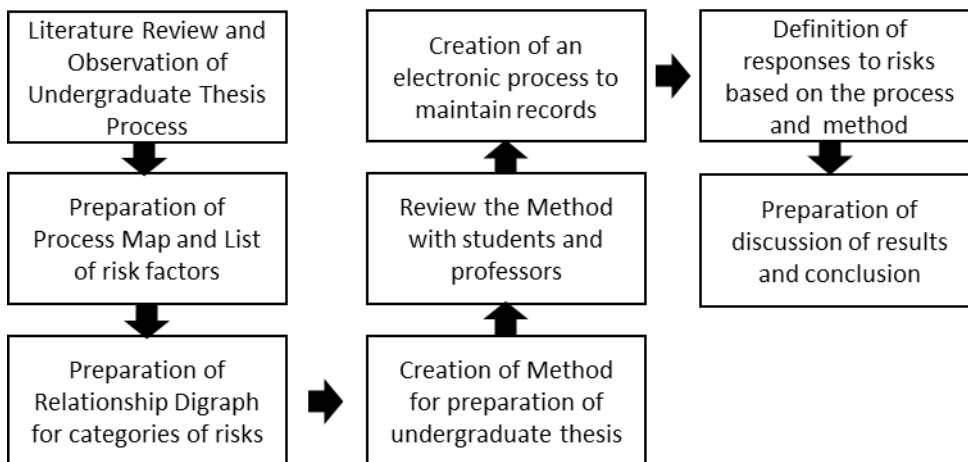 Literature Review and
Observation of
Undergraduate Thesis
Process
Preparation of
Process Map and List
of risk factors
Preparation of
Relationship Digraph
for categories of risks
Creation of Method
for preparation of
undergraduate thesis
Review the Method
with students and
professors
Creation of an
electronic process to
maintain records
Definition of
responses to risks
based on the process
and method
Preparation of
discussion of results
and conclusion